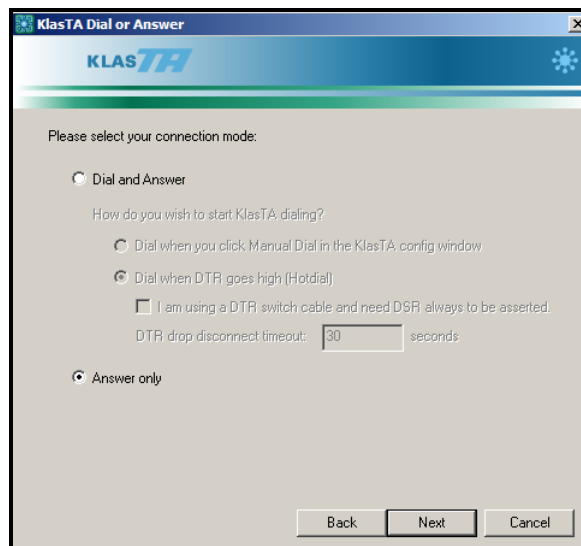 KlasTA Dial or Answer
KLASTA
Please select your connection mode:
Dial and Answer
How do you wish to start KlasTA dialing?
Dial when you click Manual Dial in the KlasTA config window
Dial when DTR goes high (Hotdial)
I am using a DTR switch cable and need DSR always to be asserted.
DTR drop disconnect timeout: 30 seconds
Answer only
Back Next Cancel